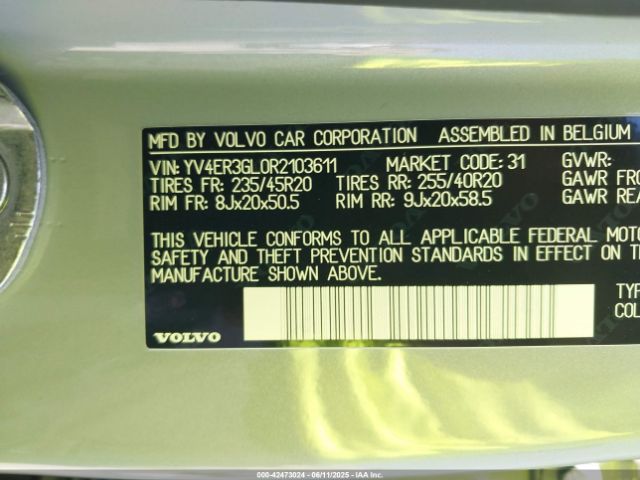 MFD BY VOLVO CAR CORPORATION ASSEMBLED IN BELGIUM
VIN: YV4ER3GL0R2103611 MARKET CODE: 31 GVWR:
TIRES FR: 235/45R20 TIRES RR: 255/40R20 GAWR FRO
RIM FR: 8Jx20x50.5 RIM RR: 9Jx20x58.5 GAWR REA
THIS VEHICLE CONFORMS TO ALL APPLICABLE FEDERAL MOTO
SAFETY AND THEFT PREVENTION STANDARDS IN EFFECT ON T
MANUFACTURE SHOWN ABOVE.
TYP
COL
VOLVO
000-42473024 - 06/11/2025 - IAA Inc.